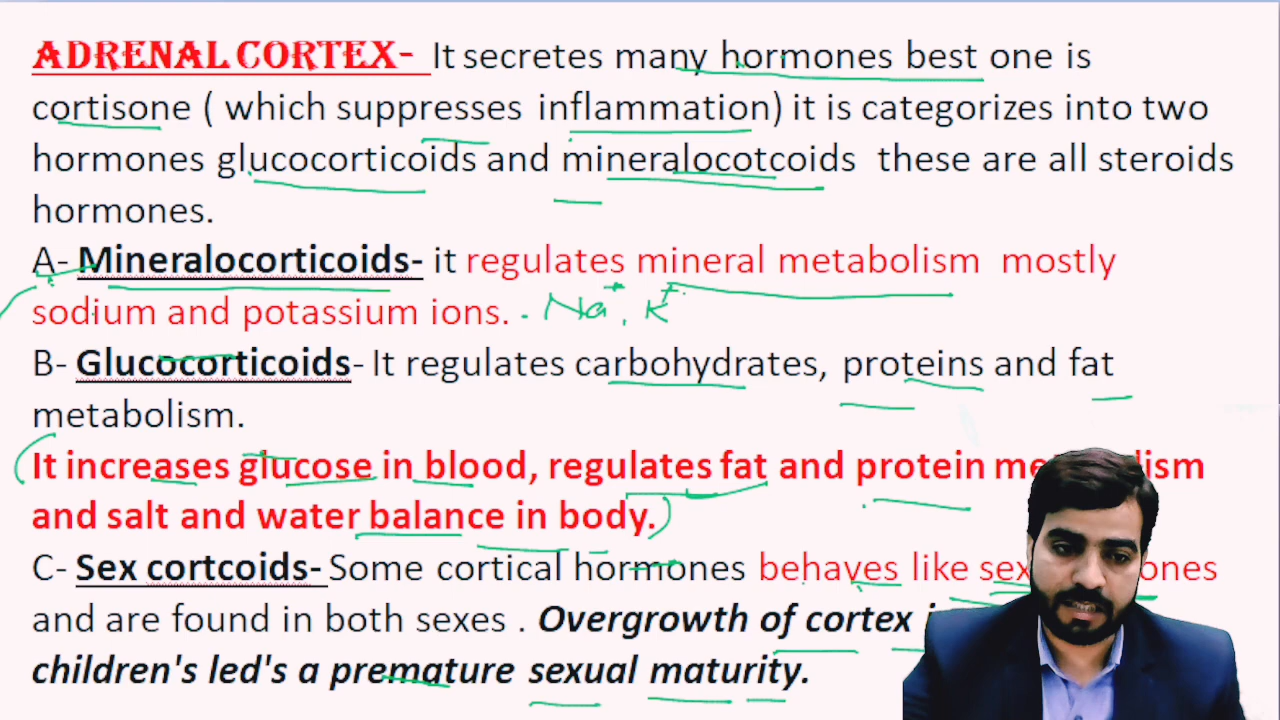 ADRENAL CORTEX- It secretes many hormones best one is
cortisone ( which suppresses inflammation) it is categorizes into two
hormones glucocorticoids and mineralocotcoids these are all steroids
hormones.
A- Mineralocorticoids- it regulates mineral metabolism mostly
sodium and potassium ions. . Na+, K+
B- Glucocorticoids- It regulates carbohydrates, proteins and fat
metabolism.
It increases glucose in blood, regulates fat and protein
and salt and water balance in body.
C- Sex cortcoids- Some cortical hormones behaves like sex
and are found in both sexes . Overgrowth of cortex
children's led's a premature sexual maturity.